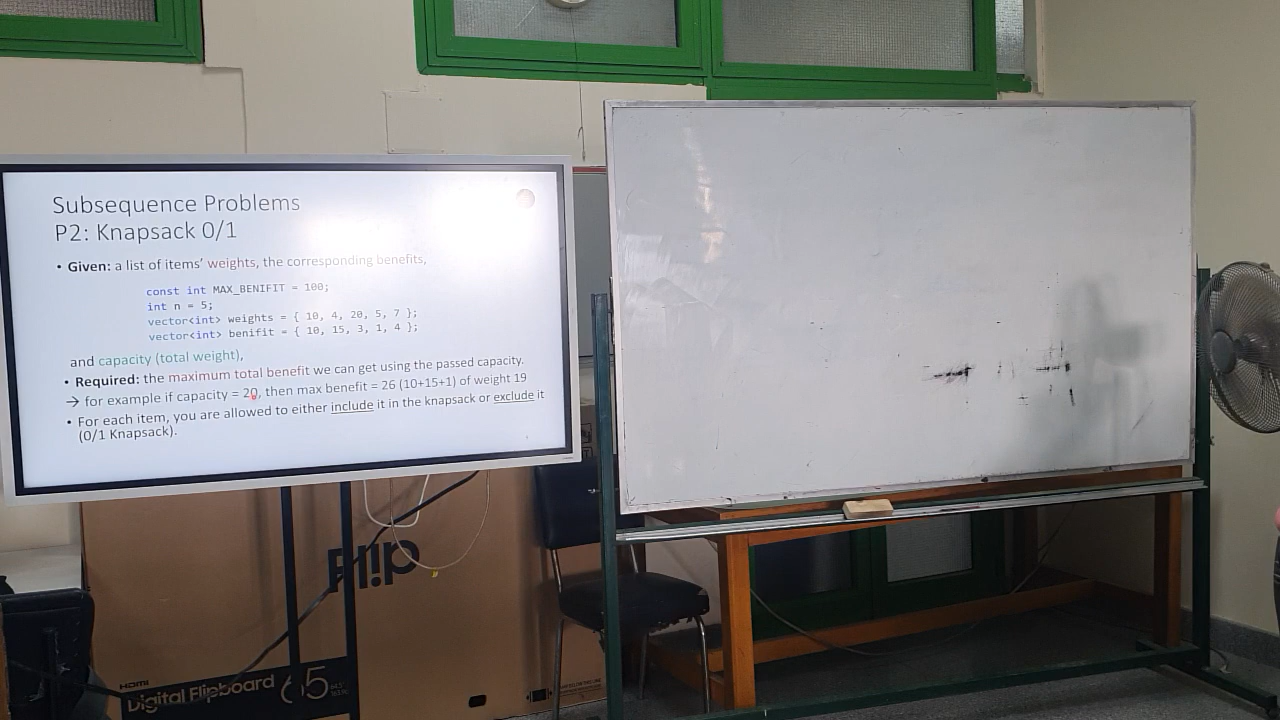 Subsequence Problems
P2: Knapsack 0/1
• Given: a list of items' weights, the corresponding benefits,
const int MAX_BENIFIT = 100;
int n = 5;
vector<int> weights = { 10, 4, 20, 5, 7 };
vector<int> benifit = { 10, 15, 3, 1, 4 };
and capacity (total weight),
• Required: the maximum total benefit we can get using the passed capacity.
→ for example if capacity = 20, then max benefit = 26 (10+15+1) of weight 19
• For each item, you are allowed to either include it in the knapsack or exclude it
(0/1 Knapsack).
Flip
HDMI
Digital Flipboard 65